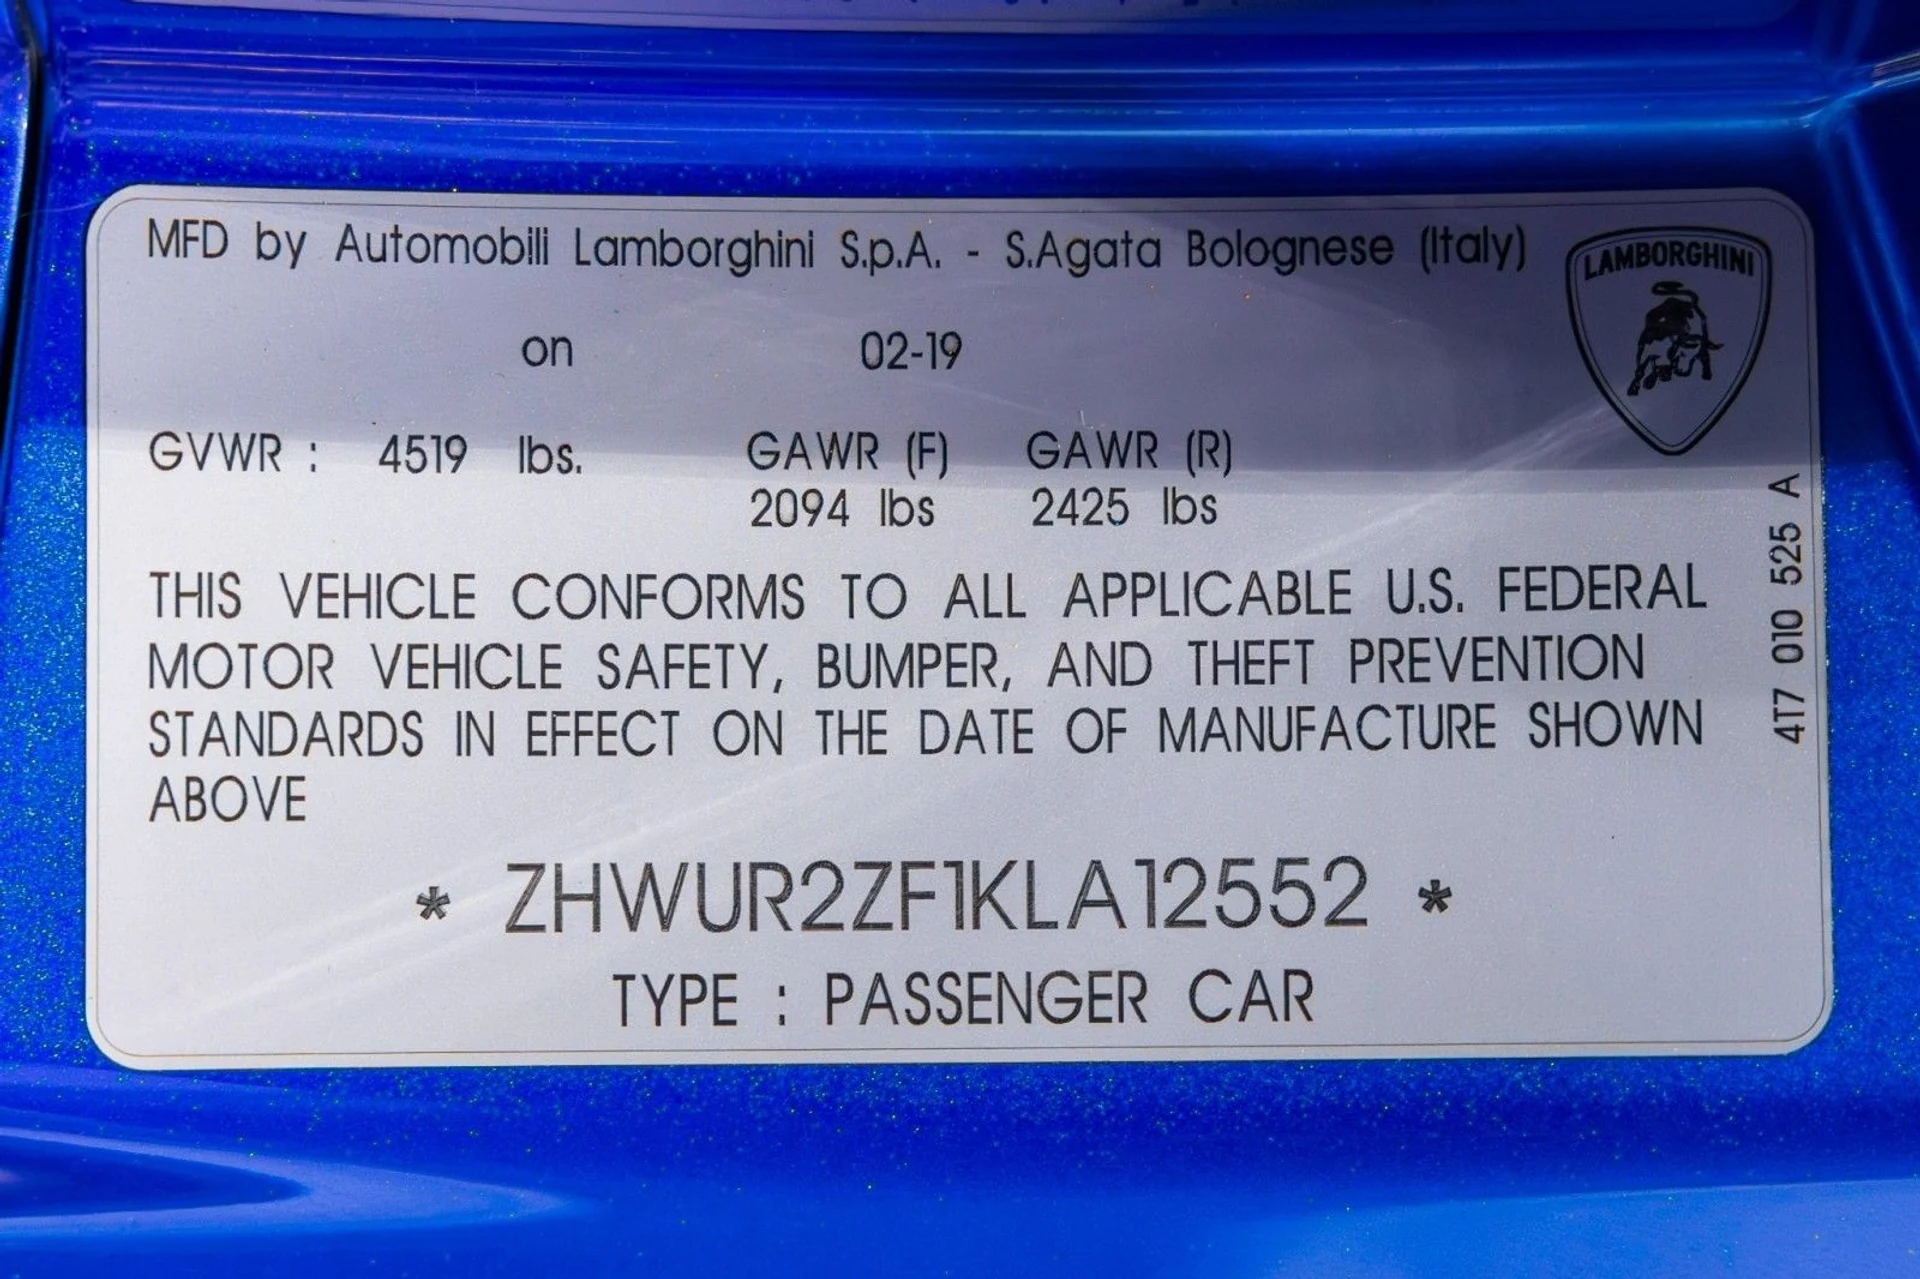 MFD by Automobili Lamborghini S.p.A. - S.Agata Bolognese (Italy)
LAMBORGHINI
on 02-19
GVWR : 4519 lbs. GAWR (F) GAWR (R)
2094 lbs 2425 lbs
THIS VEHICLE CONFORMS TO ALL APPLICABLE U.S. FEDERAL
MOTOR VEHICLE SAFETY, BUMPER, AND THEFT PREVENTION
STANDARDS IN EFFECT ON THE DATE OF MANUFACTURE SHOWN
ABOVE
* ZHWUR2ZF1KLA12552 *
TYPE : PASSENGER CAR
4T7 010 525 A